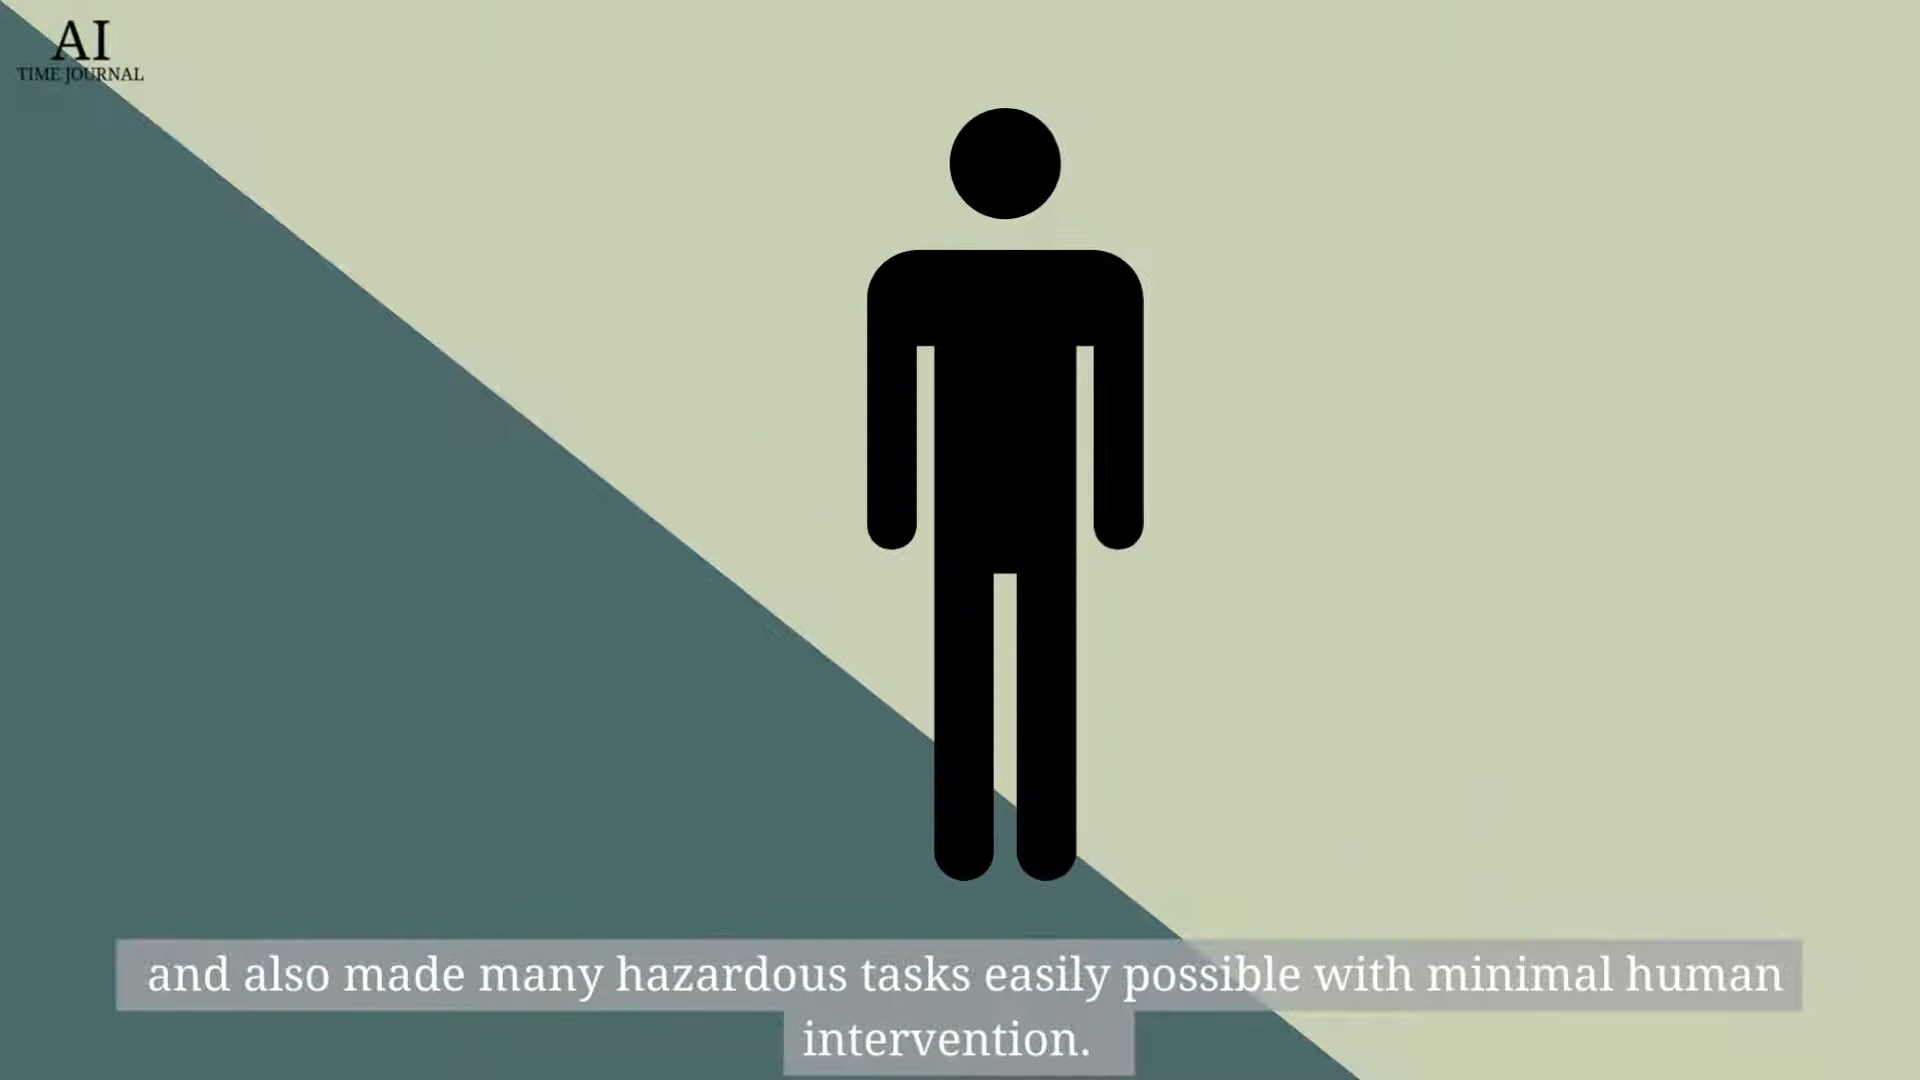 AI
TIME JOURNAL
and also made many hazardous tasks easily possible with minimal human
intervention.